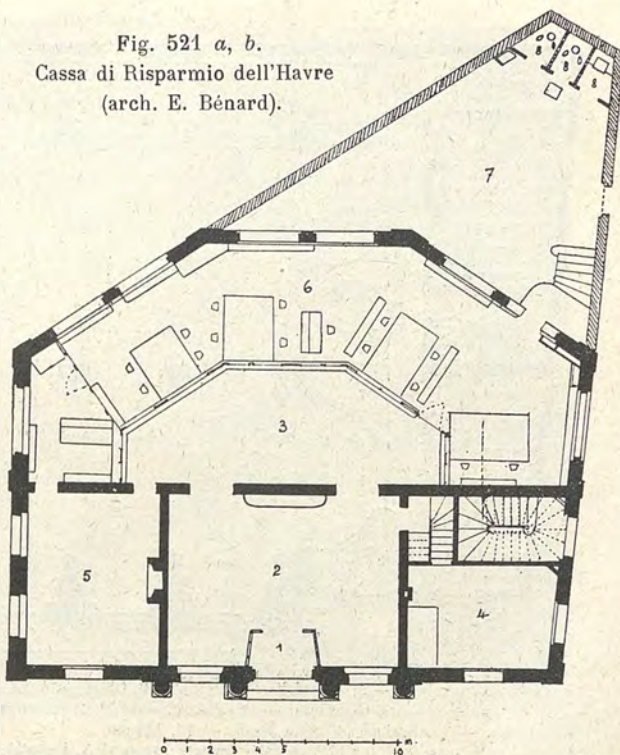 Fig. 521 a, b.
Cassa di Risparmio dell'Havre
(arch. E. Bénard).
7
6
3
5
2
4
1
0 1 2 3 4 5 10 m